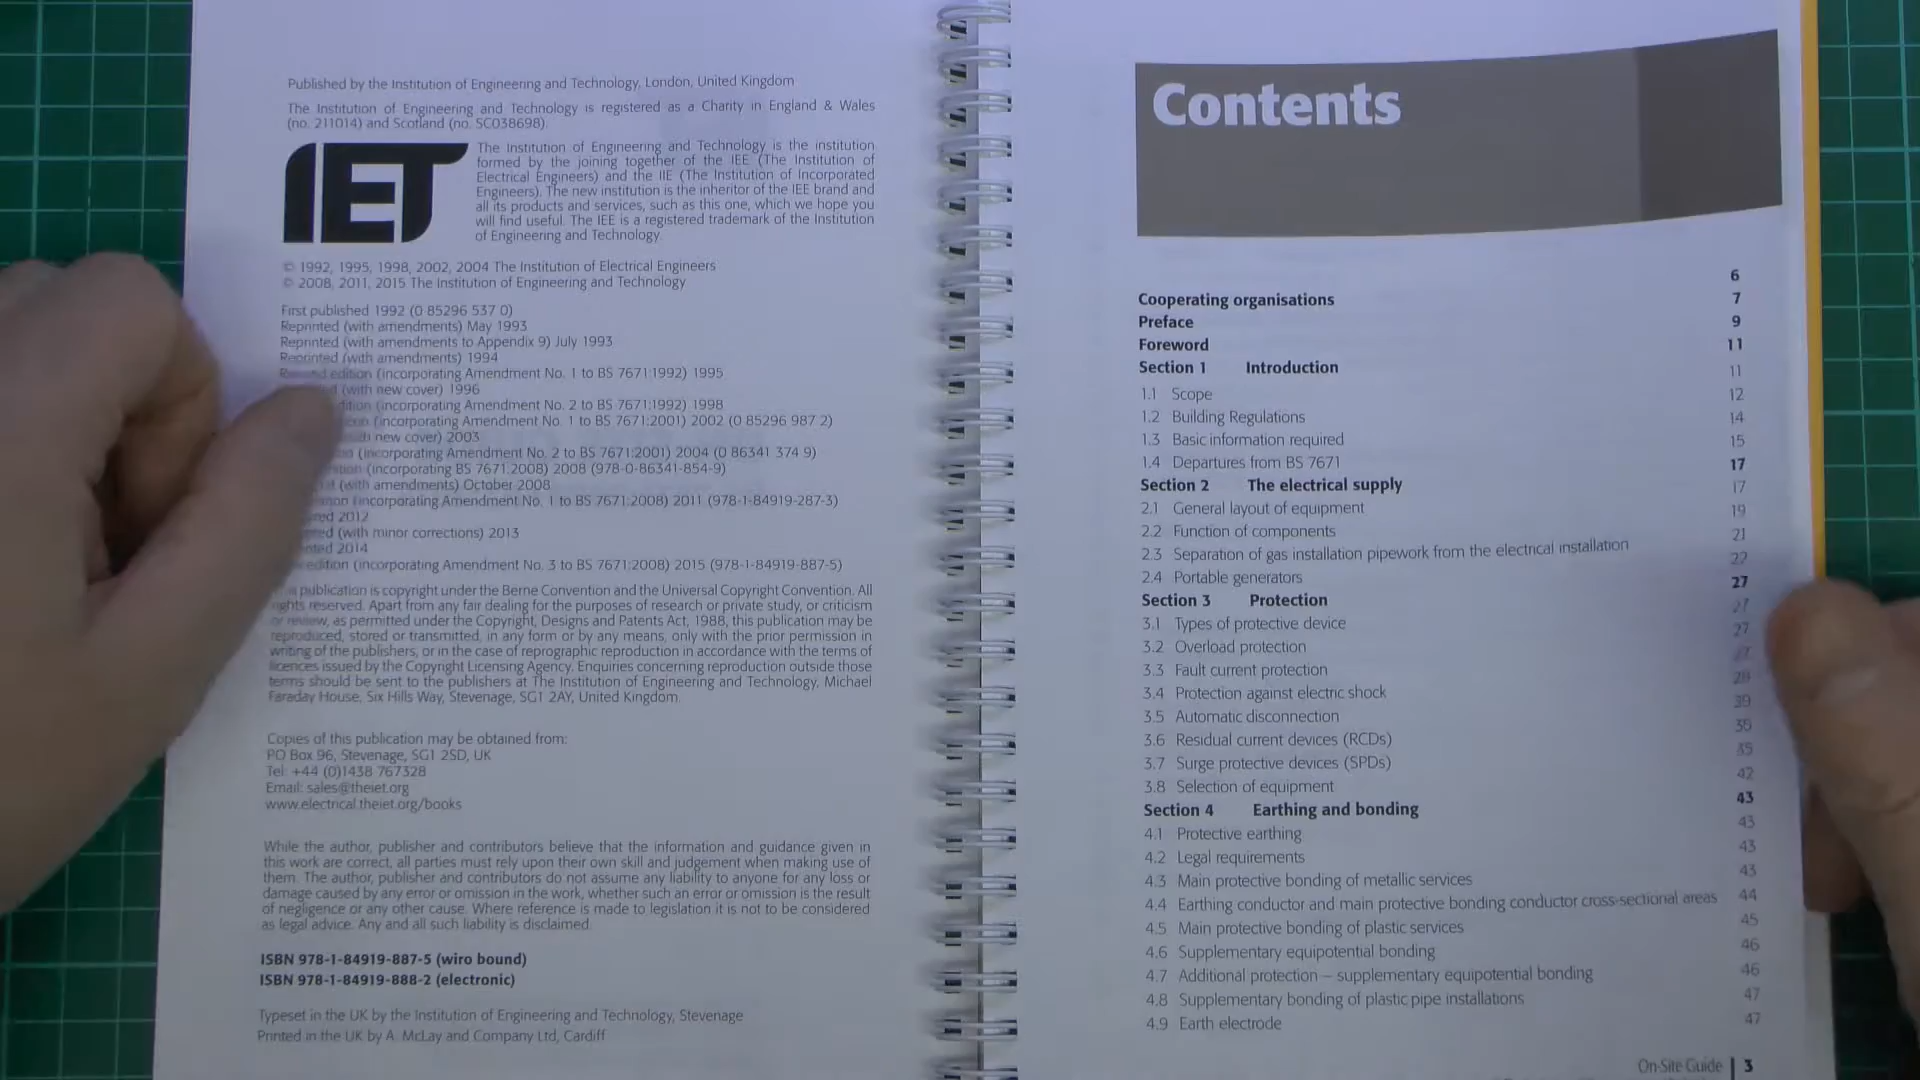 Published by the Institution of Engineering and Technology, London, United Kingdom
The Institution of Engineering and Technology is registered as a Charity in England & Wales
(no. 211014) and Scotland (no. SC038698).
IET
The Institution of Engineering and Technology is the institution
formed by the joining together of the IEE (The Institution of
Electrical Engineers) and the IIE (The Institution of Incorporated
Engineers). The new institution is the inheritor of the IEE brand and
all its products and services, such as this one, which we hope you
will find useful. The IEE is a registered trademark of the Institution
of Engineering and Technology.
© 1992, 1995, 1998, 2002, 2004 The Institution of Electrical Engineers
© 2008, 2011, 2015 The Institution of Engineering and Technology
First published 1992 (0 85296 537 0)
Reprinted (with amendments) May 1993
Reprinted (with amendments to Appendix 9) July 1993
Reprinted (with amendments) 1994
edition (incorporating Amendment No. 1 to BS 7671:1992) 1995
(with new cover) 1996
(incorporating Amendment No. 2 to BS 7671:1992) 1998
(incorporating Amendment No. 1 to BS 7671:2001) 2002 (0 85296 987 2)
new cover) 2003
(incorporating Amendment No. 2 to BS 7671:2001) 2004 (0 86341 374 9)
(incorporating BS 7671:2008) 2008 (978-0-86341-854-9)
(with amendments) October 2008
(incorporating Amendment No. 1 to BS 7671:2008) 2011 (978-1-84919-287-3)
2012
(with minor corrections) 2013
2014
edition (incorporating Amendment No. 3 to BS 7671:2008) 2015 (978-1-84919-887-5)
publication is copyright under the Berne Convention and the Universal Copyright Convention. All
rights reserved. Apart from any fair dealing for the purposes of research or private study, or criticism
or review, as permitted under the Copyright, Designs and Patents Act, 1988, this publication may be
reproduced, stored or transmitted, in any form or by any means, only with the prior permission in
writing of the publishers, or in the case of reprographic reproduction in accordance with the terms of
licences issued by the Copyright Licensing Agency. Enquiries concerning reproduction outside those
terms should be sent to the publishers at The Institution of Engineering and Technology, Michael
Faraday House, Six Hills Way, Stevenage, SG1 2AY, United Kingdom.
Copies of this publication may be obtained from:
PO Box 96, Stevenage, SG1 2SD, UK
Tel: +44 (0)1438 767328
Email: sales@theiet.org
www.electrical.theiet.org/books
While the author, publisher and contributors believe that the information and guidance given in
this work are correct, all parties must rely upon their own skill and judgement when making use of
them. The author, publisher and contributors do not assume any liability to anyone for any loss or
damage caused by any error or omission in the work, whether such an error or omission is the result
of negligence or any other cause. Where reference is made to legislation it is not to be considered
as legal advice. Any and all such liability is disclaimed.
ISBN 978-1-84919-887-5 (wiro bound)
ISBN 978-1-84919-888-2 (electronic)
Typeset in the UK by the Institution of Engineering and Technology, Stevenage
Printed in the UK by A. McLay and Company Ltd, Cardiff
Contents
Cooperating organisations 6
Preface 7
Foreword 9
Section 1 Introduction 11
1.1 Scope 11
1.2 Building Regulations 12
1.3 Basic information required 14
1.4 Departures from BS 7671 15
Section 2 The electrical supply 17
2.1 General layout of equipment 17
2.2 Function of components 19
2.3 Separation of gas installation pipework from the electrical installation 21
2.4 Portable generators 22
Section 3 Protection 27
3.1 Types of protective device 27
3.2 Overload protection 27
3.3 Fault current protection 27
3.4 Protection against electric shock 28
3.5 Automatic disconnection
3.6 Residual current devices (RCDs)
3.7 Surge protective devices (SPDs)
3.8 Selection of equipment 42
Section 4 Earthing and bonding 43
4.1 Protective earthing 43
4.2 Legal requirements 43
4.3 Main protective bonding of metallic services 43
4.4 Earthing conductor and main protective bonding conductor cross-sectional areas 44
4.5 Main protective bonding of plastic services 45
4.6 Supplementary equipotential bonding 46
4.7 Additional protection – supplementary equipotential bonding 46
4.8 Supplementary bonding of plastic pipe installations 47
4.9 Earth electrode 47
On-Site Guide | 3